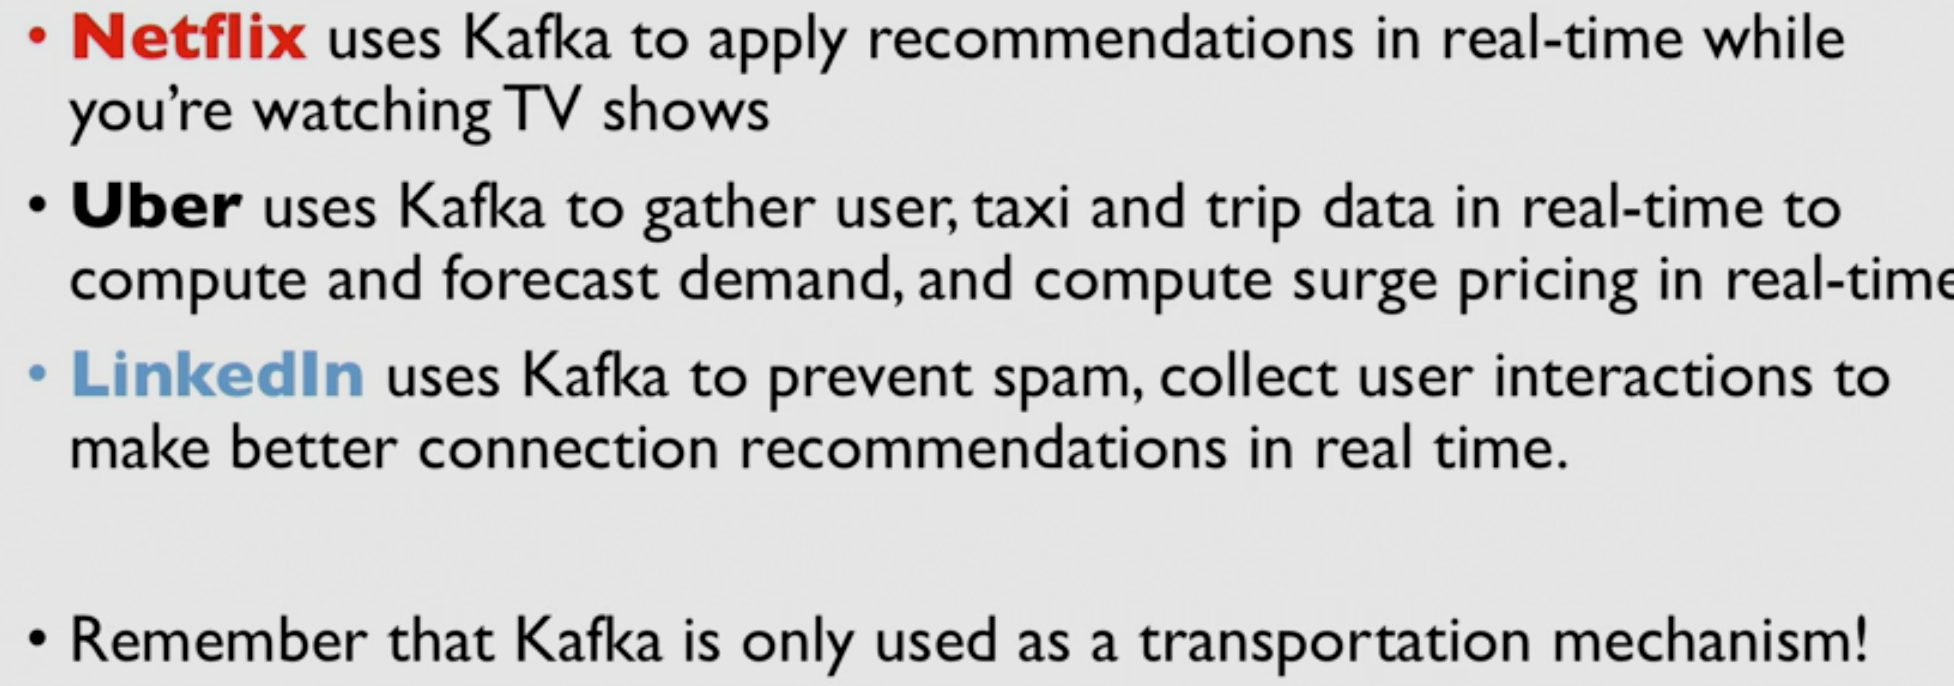 • Netflix uses Kafka to apply recommendations in real-time while
you're watching TV shows
• Uber uses Kafka to gather user, taxi and trip data in real-time to
compute and forecast demand, and compute surge pricing in real-time
• LinkedIn uses Kafka to prevent spam, collect user interactions to
make better connection recommendations in real time.
• Remember that Kafka is only used as a transportation mechanism!